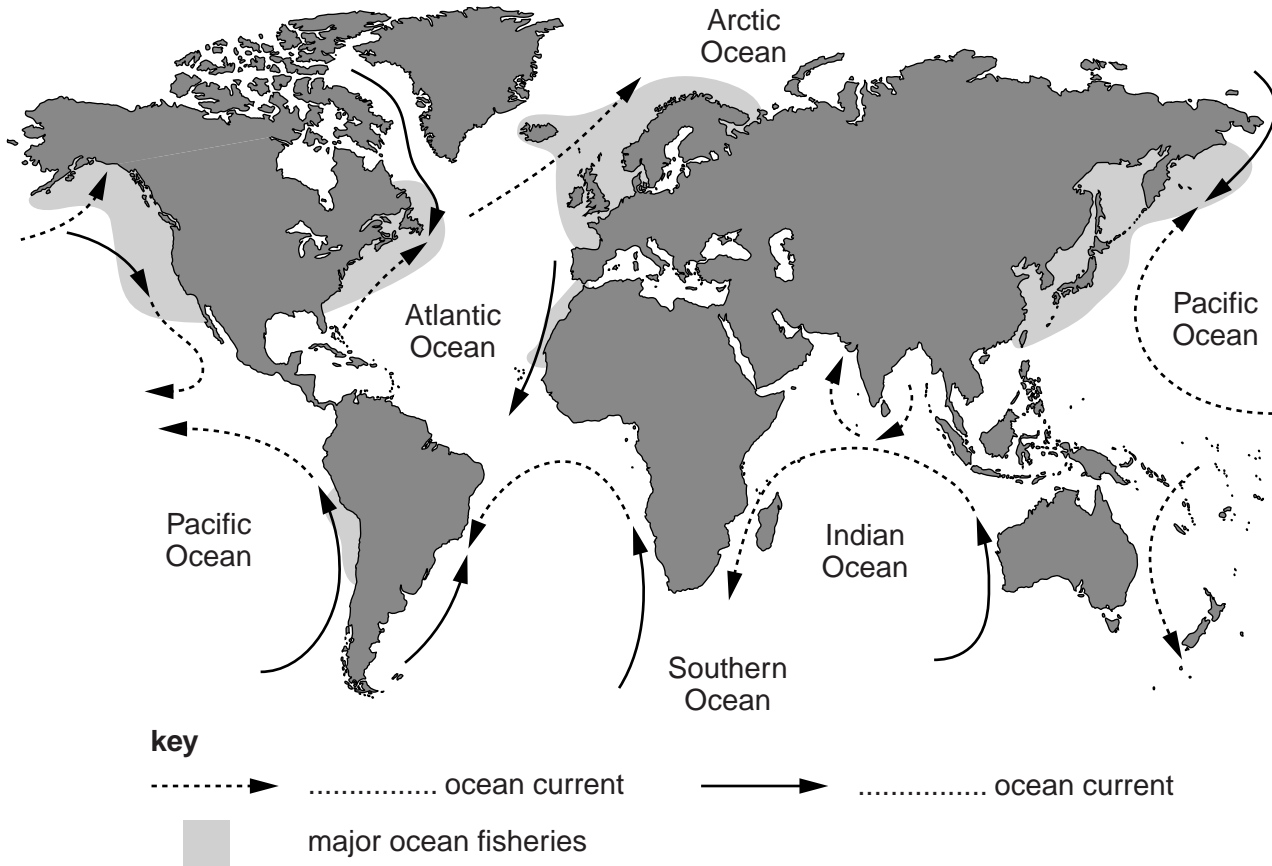 Arctic
Ocean
Atlantic
Ocean
Pacific
Ocean
Pacific
Ocean
Indian
Ocean
Southern
Ocean
key
................ ocean current
................ ocean current
major ocean fisheries